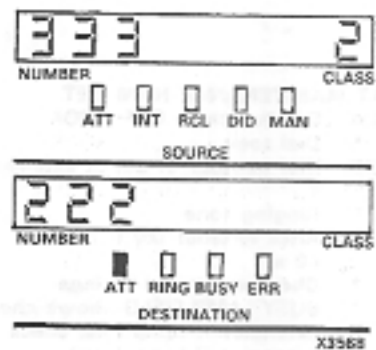 333 2
NUMBER CLASS
ATT INT RCL DID MAN
SOURCE
222
NUMBER CLASS
ATT RING BUSY ERR
DESTINATION
X3568